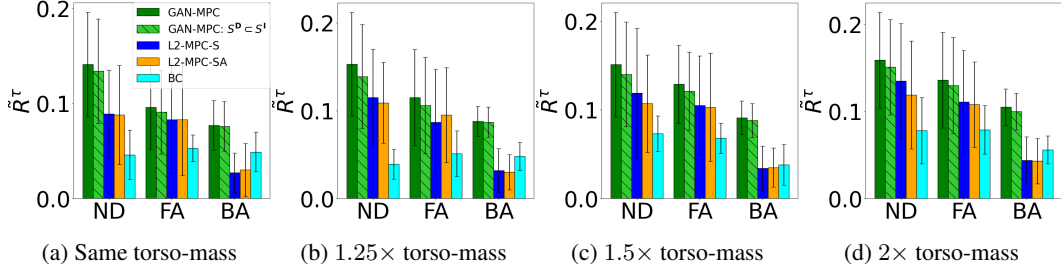 GAN-MPC
GAN-MPC: S^D ⊂ S^I
L2-MPC-S
L2-MPC-SA
BC
R̃^τ
0.0
0.1
0.2
ND FA BA
(a) Same torso-mass
R̃^τ
0.0
0.1
0.2
ND FA BA
(b) 1.25× torso-mass
R̃^τ
0.0
0.1
0.2
ND FA BA
(c) 1.5× torso-mass
R̃^τ
0.0
0.1
0.2
ND FA BA
(d) 2× torso-mass